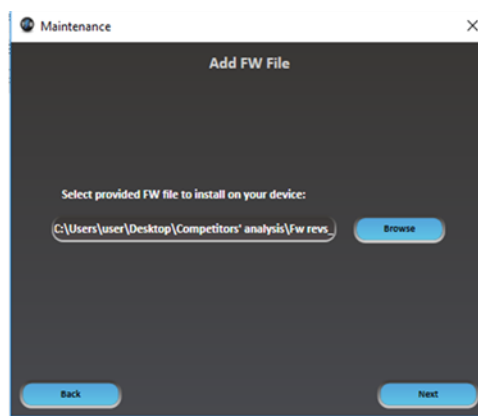 Maintenance
Add FW File
Select provided FW file to install on your device:
C:\Users\user\Desktop\Competitors' analysis\Fw revs_
Browse
Back
Next